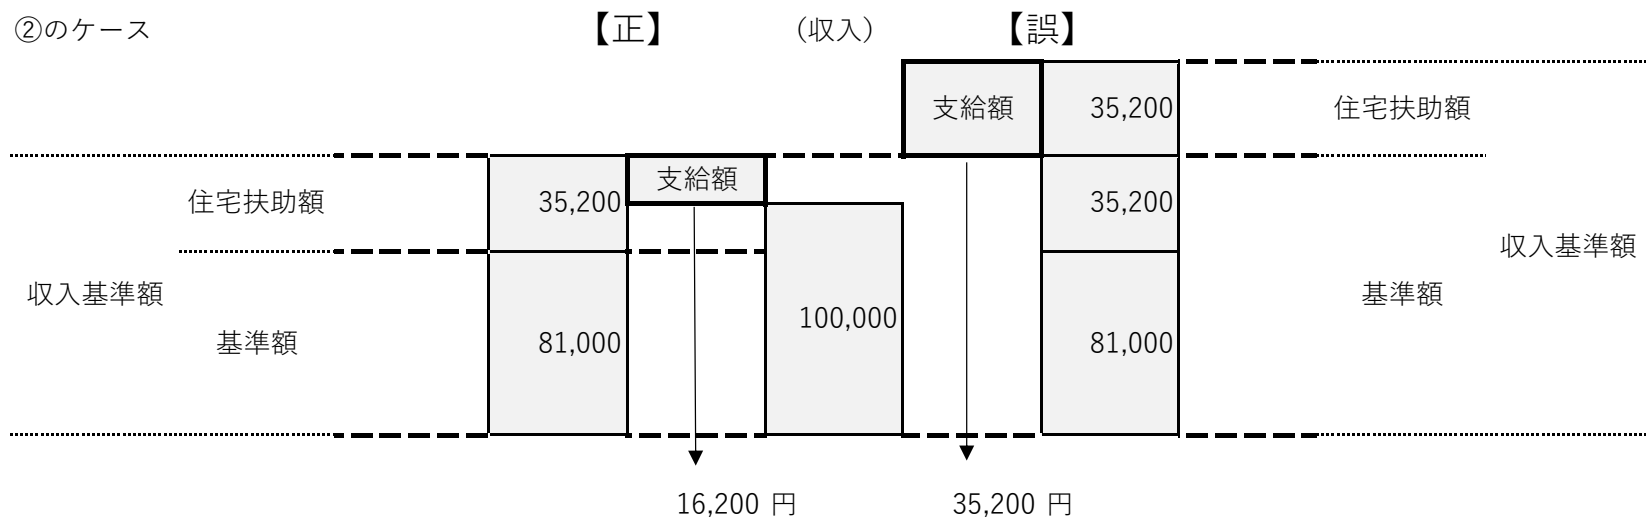 ②のケース 【正】 (収入) 【誤】
支給額 35,200 住宅扶助額
住宅扶助額 35,200 支給額 35,200
収入基準額
収入基準額 基準額
基準額 81,000 100,000 81,000
16,200 円 35,200 円